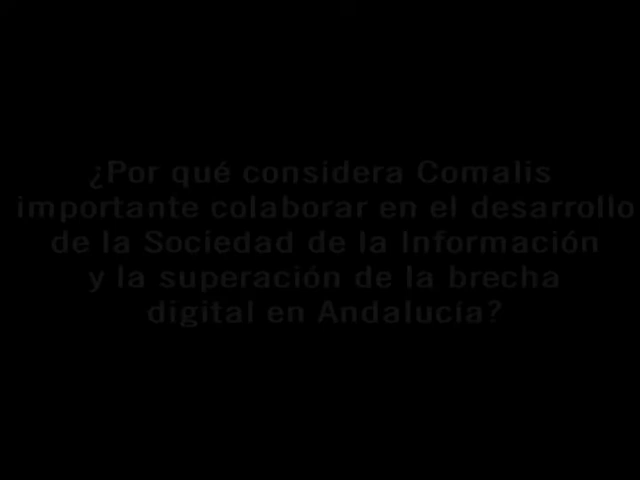 ¿Por qué considera Comalis
importante colaborar en el desarrollo
de la Sociedad de la Información
y la superación de la brecha
digital en Andalucía?